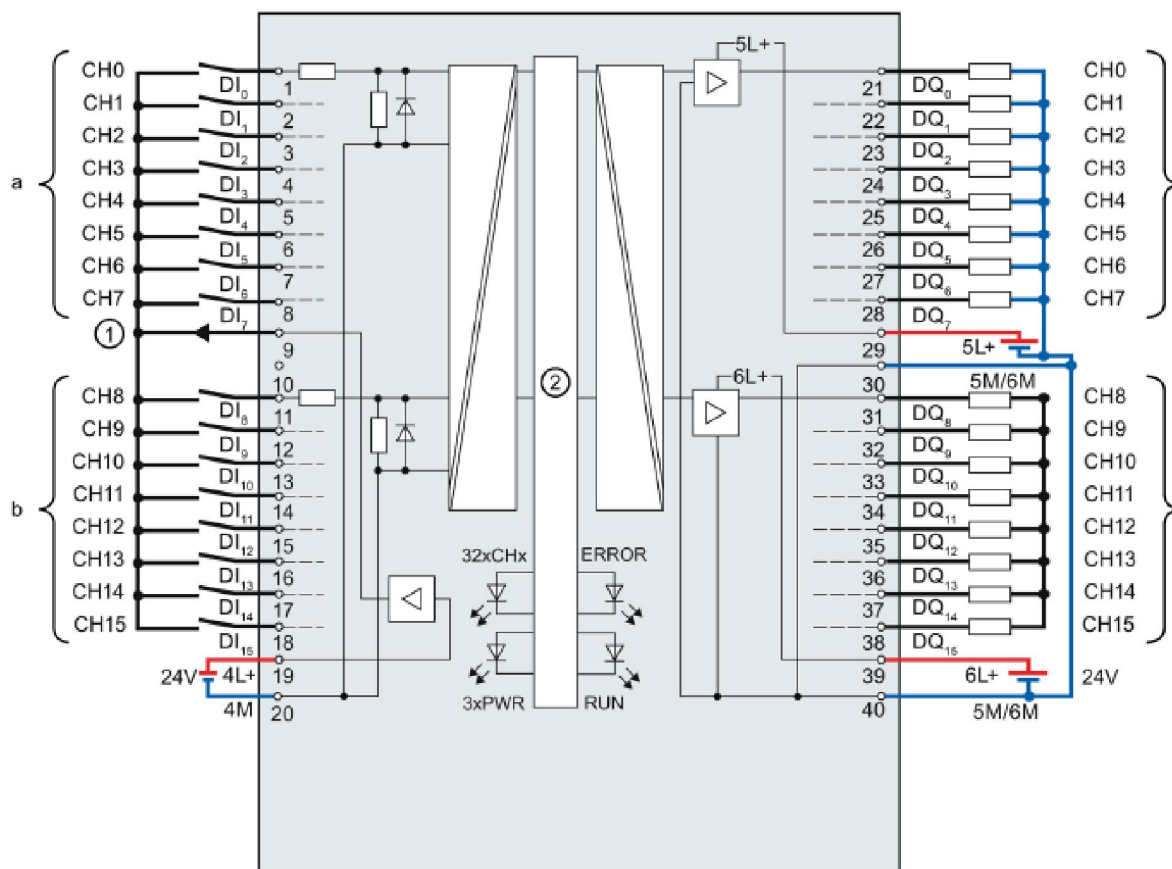 5L+
CH0 DI0 1 21 DQ0 CH0
CH1 DI1 2 22 DQ1 CH1
CH2 DI2 3 23 DQ2 CH2
CH3 DI3 4 24 DQ3 CH3
a CH4 DI4 5 25 DQ4 CH4
CH5 DI5 6 26 DQ5 CH5
CH6 DI6 7 27 DQ6 CH6
CH7 DI7 8 28 DQ7 CH7
① 9 29 5L+
10 30 5M/6M
② 6L+
CH8 DI8 11 31 DQ8 CH8
CH9 DI9 12 32 DQ9 CH9
CH10 DI10 13 33 DQ10 CH10
CH11 DI11 14 34 DQ11 CH11
b CH12 DI12 15 35 DQ12 CH12
CH13 DI13 16 36 DQ13 CH13
CH14 DI14 17 37 DQ14 CH14
CH15 DI15 18 38 DQ15 CH15
32xCHx ERROR
24V 4L+ 19 39 6L+ 24V
4M 20 3xPWR RUN 40 5M/6M